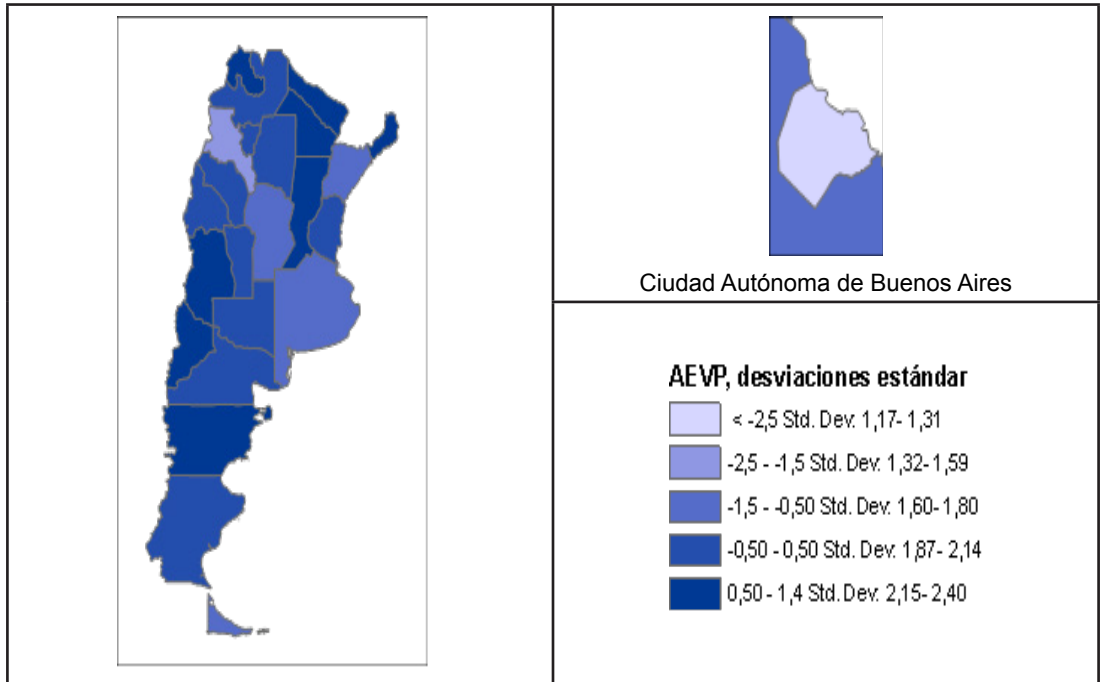 Ciudad Autónoma de Buenos Aires
AEVP, desviaciones estándar
< -2,5 Std. Dev. 1,17- 1,31
-2,5 - -1,5 Std. Dev. 1,32- 1,59
-1,5 - -0,50 Std. Dev. 1,60- 1,80
-0,50 - 0,50 Std. Dev. 1,87- 2,14
0,50 - 1,4 Std. Dev. 2,15- 2,40